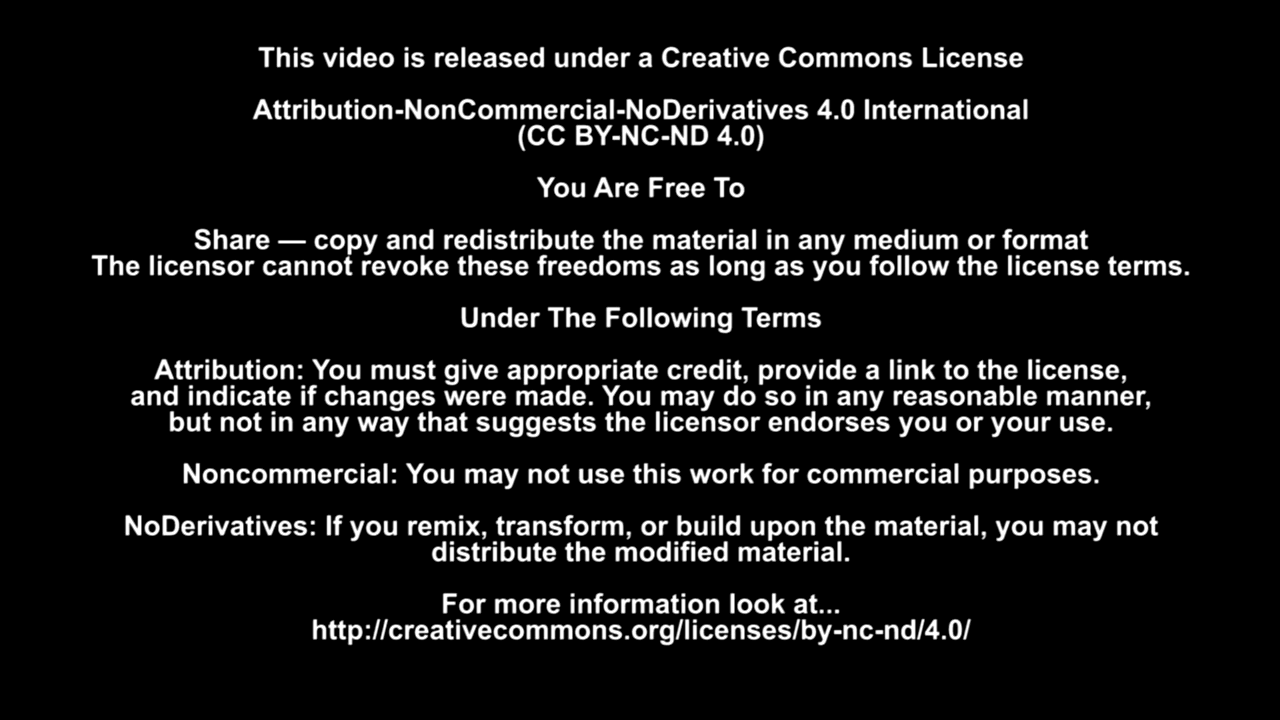 This video is released under a Creative Commons License
Attribution-NonCommercial-NoDerivatives 4.0 International
(CC BY-NC-ND 4.0)
You Are Free To
Share — copy and redistribute the material in any medium or format
The licensor cannot revoke these freedoms as long as you follow the license terms.
Under The Following Terms
Attribution: You must give appropriate credit, provide a link to the license,
and indicate if changes were made. You may do so in any reasonable manner,
but not in any way that suggests the licensor endorses you or your use.
Noncommercial: You may not use this work for commercial purposes.
NoDerivatives: If you remix, transform, or build upon the material, you may not
distribute the modified material.
For more information look at...
http://creativecommons.org/licenses/by-nc-nd/4.0/